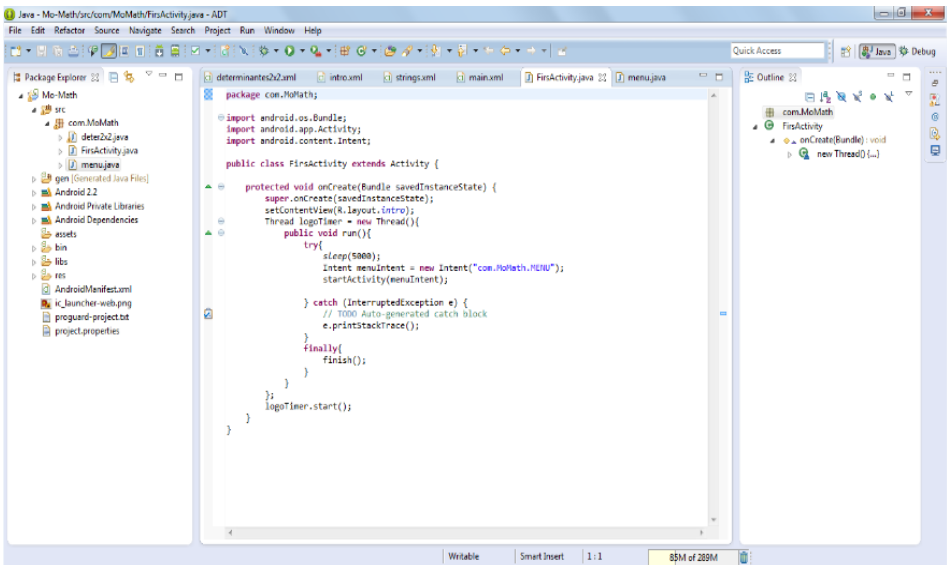 Java - Mo-Math/src/com/MoMath/FirsActivity.java - ADT
File Edit Refactor Source Navigate Search Project Run Window Help
Quick Access
Java
Debug
Package Explorer
Mo-Math
src
com.MoMath
deter2x2.java
FirsActivity.java
menu.java
gen [Generated Java Files]
Android 2.2
Android Private Libraries
Android Dependencies
assets
bin
libs
res
AndroidManifest.xml
ic_launcher-web.png
proguard-project.txt
project.properties
determinantes2x2.xml intro.xml strings.xml main.xml FirsActivity.java menu.java
package com.MoMath;
import android.os.Bundle;
import android.app.Activity;
import android.content.Intent;
public class FirsActivity extends Activity {
protected void onCreate(Bundle savedInstanceState) {
super.onCreate(savedInstanceState);
setContentView(R.layout.intro);
Thread logoTimer = new Thread(){
public void run(){
try{
sleep(5000);
Intent menuIntent = new Intent("com.MoMath.MENU");
startActivity(menuIntent);
} catch (InterruptedException e) {
// TODO Auto-generated catch block
e.printStackTrace();
}
finally{
finish();
}
}
};
logoTimer.start();
}
}
Outline
com.MoMath
FirsActivity
onCreate(Bundle) : void
new Thread() {...}
Writable Smart Insert 1 : 1 85M of 289M